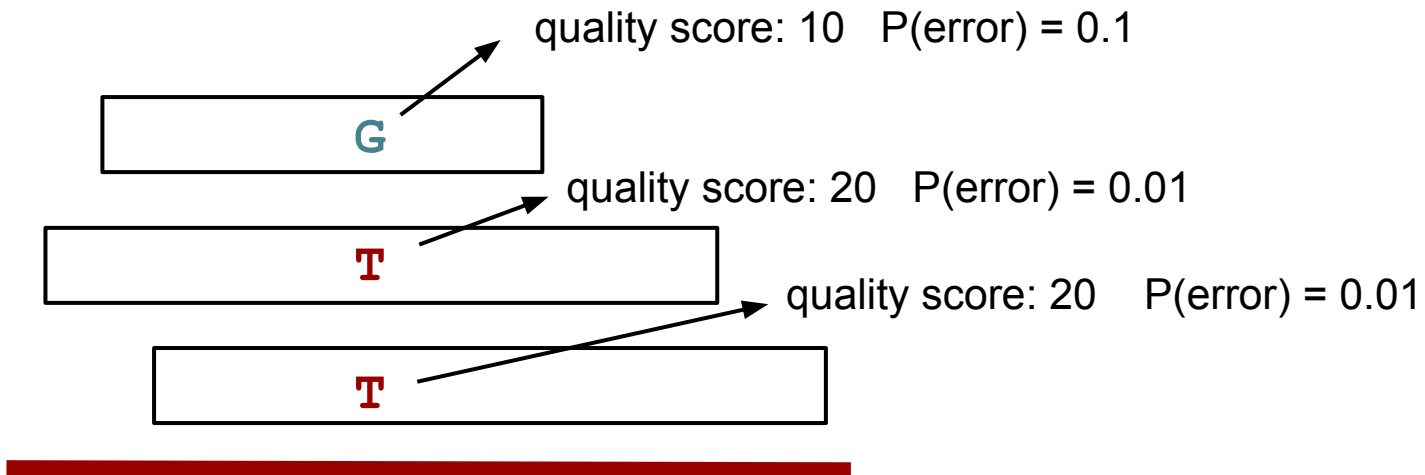 quality score: 10 P(error) = 0.1
G
quality score: 20 P(error) = 0.01
T
quality score: 20 P(error) = 0.01
T